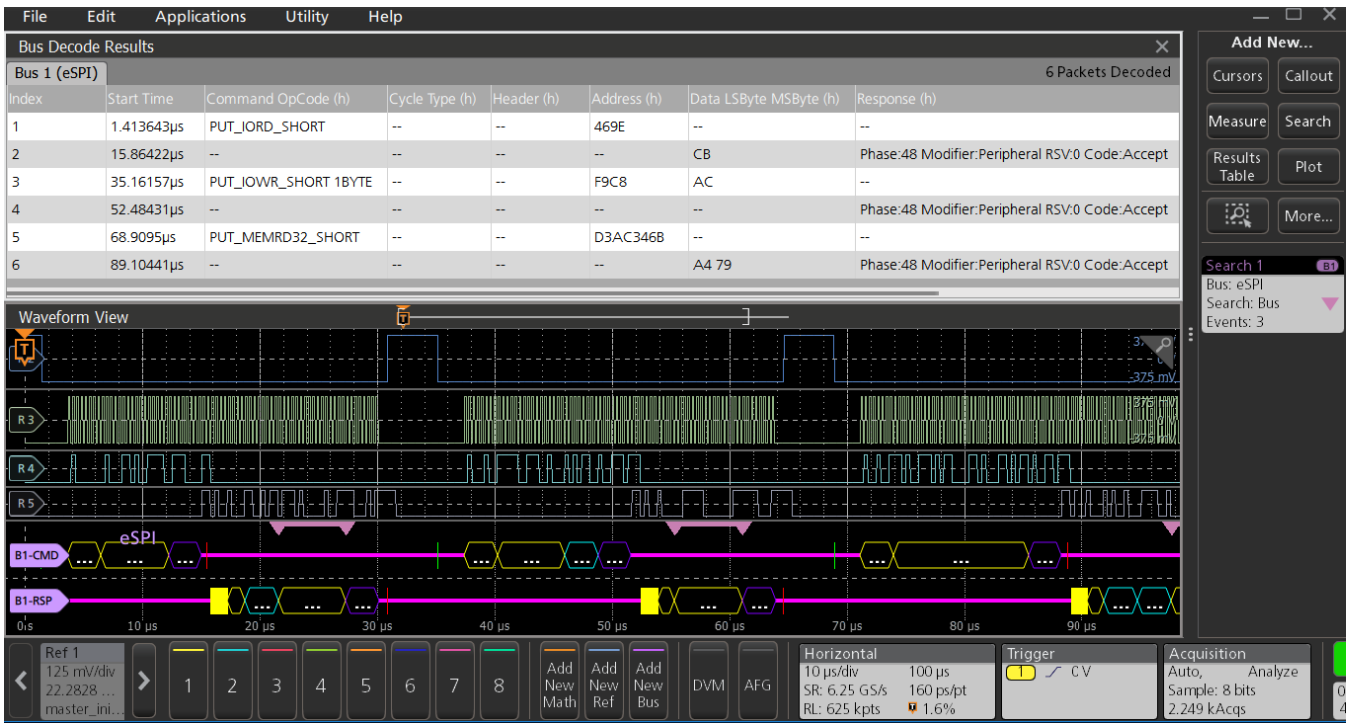 File Edit Applications Utility Help
Bus Decode Results
Bus 1 (eSPI) 6 Packets Decoded
Index Start Time Command OpCode (h) Cycle Type (h) Header (h) Address (h) Data LSByte MSByte (h) Response (h)
1 1.413643µs PUT_IORD_SHORT -- -- 469E -- --
2 15.86422µs -- -- -- -- CB Phase:48 Modifier:Peripheral RSV:0 Code:Accept
3 35.16157µs PUT_IOWR_SHORT 1BYTE -- -- F9C8 AC --
4 52.48431µs -- -- -- -- -- Phase:48 Modifier:Peripheral RSV:0 Code:Accept
5 68.9095µs PUT_MEMRD32_SHORT -- -- D3AC346B -- --
6 89.10441µs -- -- -- -- A4 79 Phase:48 Modifier:Peripheral RSV:0 Code:Accept
Waveform View
T
T
-375 mV
R3
375 mV
-375 mV
R4
R5
eSPI
B1-CMD ... ... ... ... ... ... ... ... ... ...
B1-RSP ... ... ... ... ... ... ...
0s 10 µs 20 µs 30 µs 40 µs 50 µs 60 µs 70 µs 80 µs 90 µs
Add New...
Cursors Callout
Measure Search
Results Table Plot
More...
Search 1 B1
Bus: eSPI
Search: Bus
Events: 3
Ref 1
125 mV/div
22.2828 ...
master_ini...
1 2 3 4 5 6 7 8
Add New Math
Add New Ref
Add New Bus
DVM AFG
Horizontal
10 µs/div 100 µs
SR: 6.25 GS/s 160 ps/pt
RL: 625 kpts 1.6%
Trigger
1 C V
Acquisition
Auto, Analyze
Sample: 8 bits
2.249 kAcqs